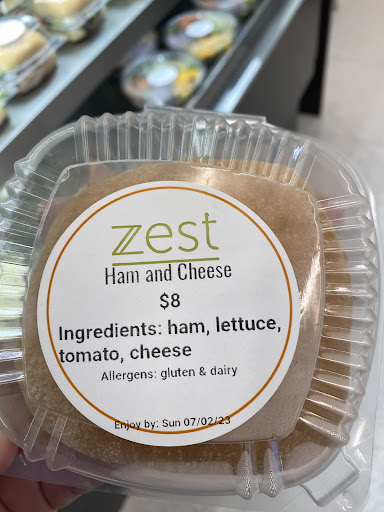 zest
Ham and Cheese
$8
Ingredients: ham, lettuce,
tomato, cheese
Allergens: gluten & dairy
Enjoy by: Sun 07/02/23